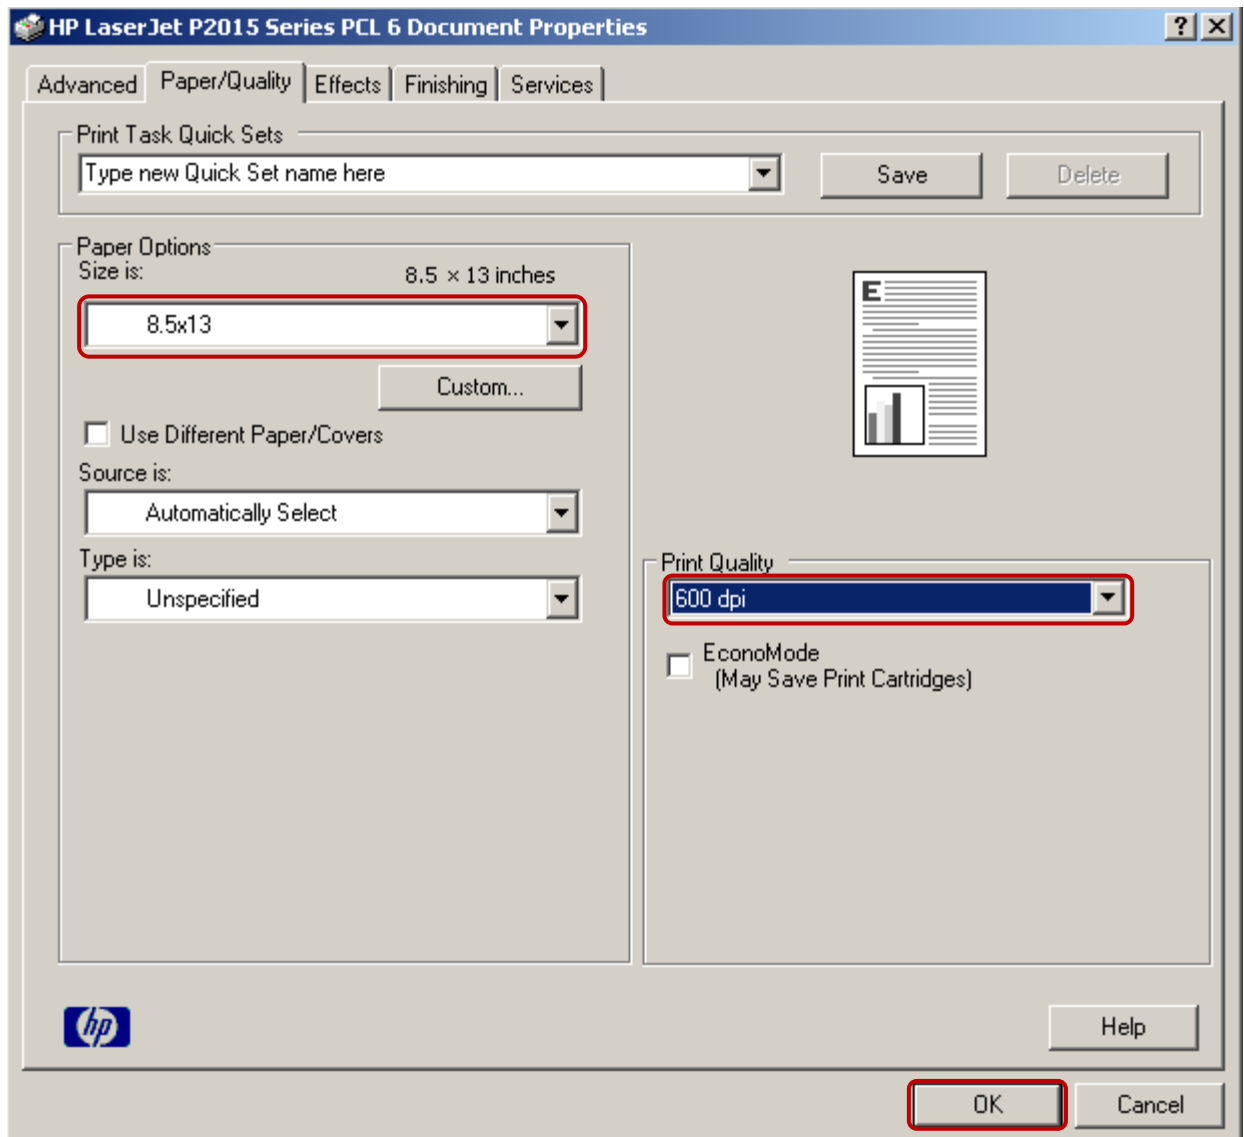 HP LaserJet P2015 Series PCL 6 Document Properties
?
Advanced
Paper/Quality
Effects
Finishing
Services
Print Task Quick Sets
Type new Quick Set name here
Save
Delete
Paper Options
Size is:
8.5 × 13 inches
8.5x13
Custom...
Use Different Paper/Covers
Source is:
Automatically Select
Type is:
Unspecified
E
Print Quality
600 dpi
EconoMode
(May Save Print Cartridges)
hp
Help
OK
Cancel